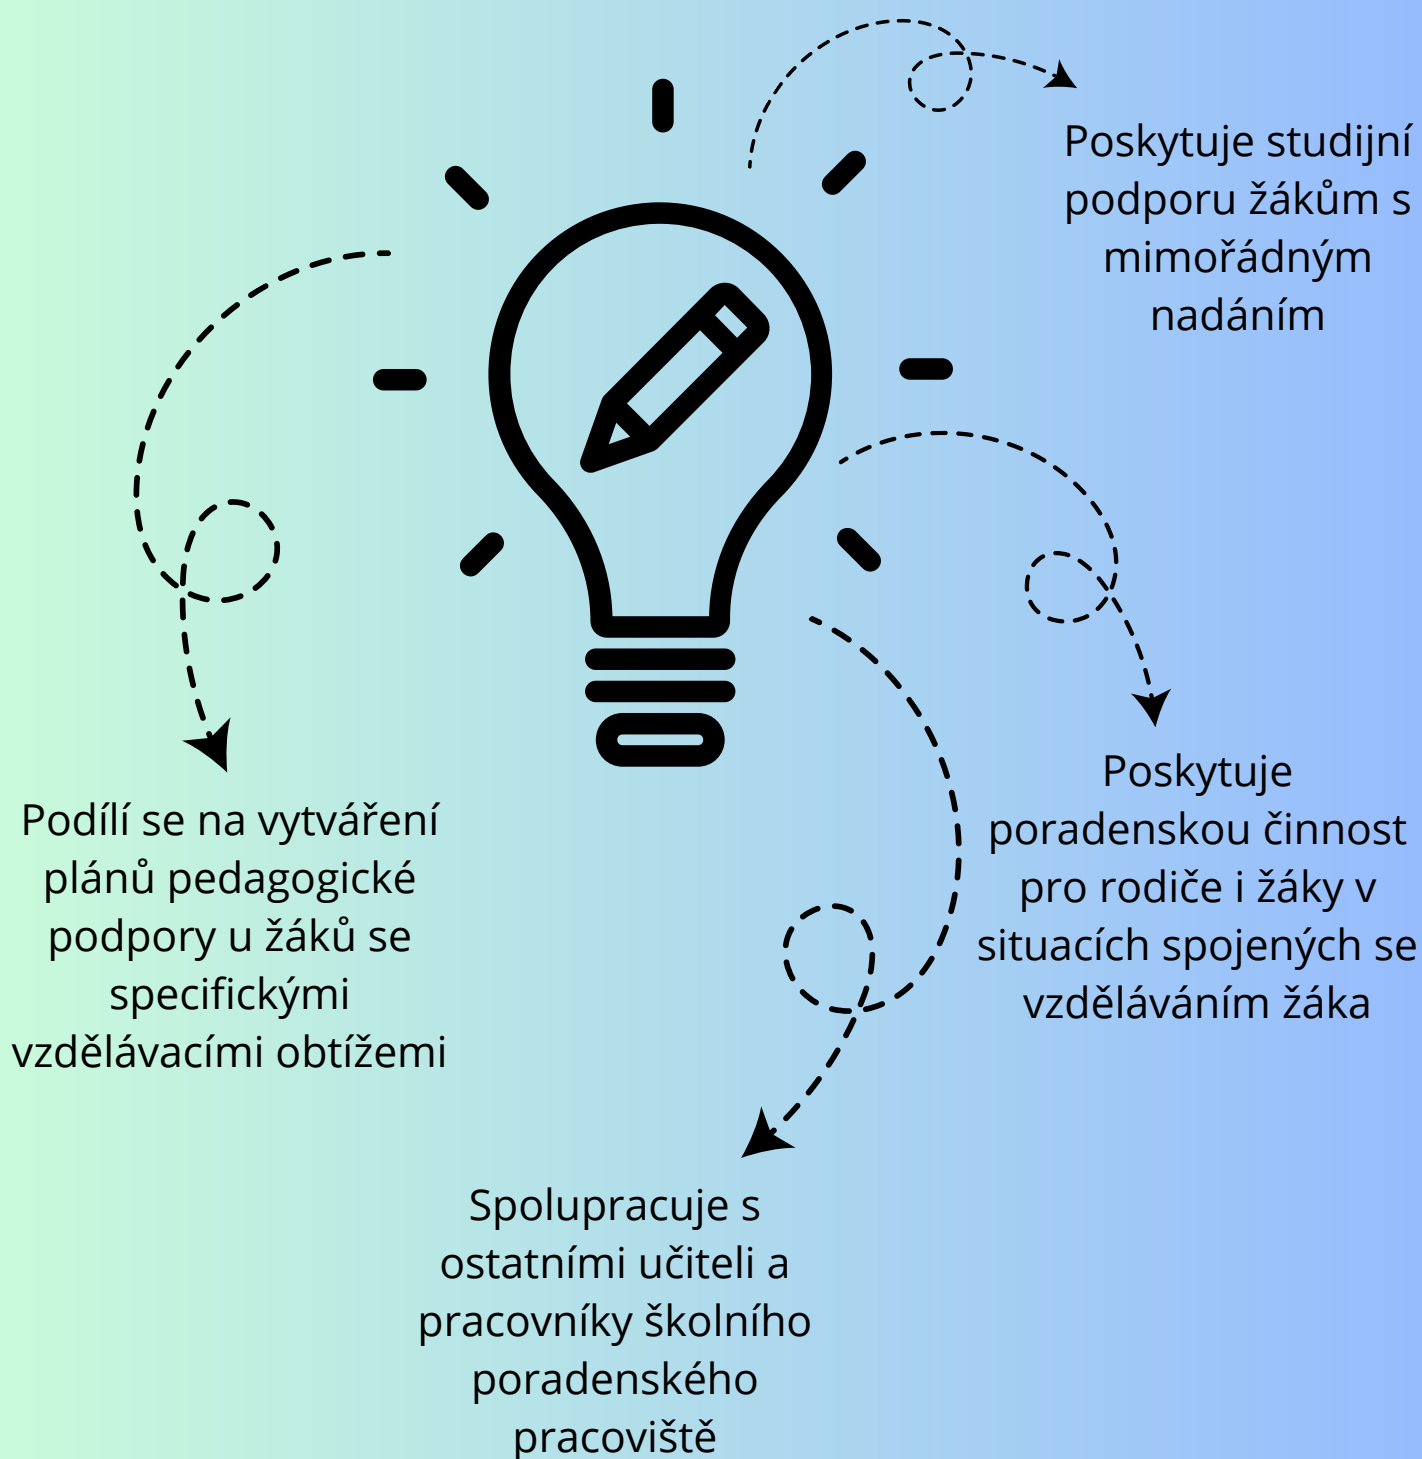 Poskytuje studijní
podporu žákům s
mimořádným
nadáním
Poskytuje
poradenskou činnost
pro rodiče i žáky v
situacích spojených se
vzděláváním žáka
Podílí se na vytváření
plánů pedagogické
podpory u žáků se
specifickými
vzdělávacími obtížemi
Spolupracuje s
ostatními učiteli a
pracovníky školního
poradenského
pracoviště